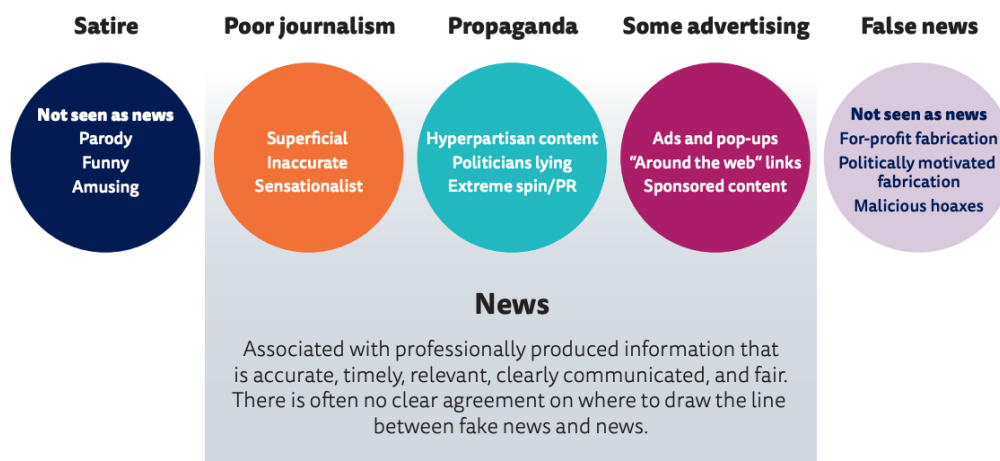 Satire
Poor journalism
Propaganda
Some advertising
False news
Not seen as news
Parody
Funny
Amusing
Superficial
Inaccurate
Sensationalist
Hyperpartisan content
Politicians lying
Extreme spin/PR
Ads and pop-ups
“Around the web” links
Sponsored content
Not seen as news
For-profit fabrication
Politically motivated
fabrication
Malicious hoaxes
News
Associated with professionally produced information that
is accurate, timely, relevant, clearly communicated, and fair.
There is often no clear agreement on where to draw the line
between fake news and news.